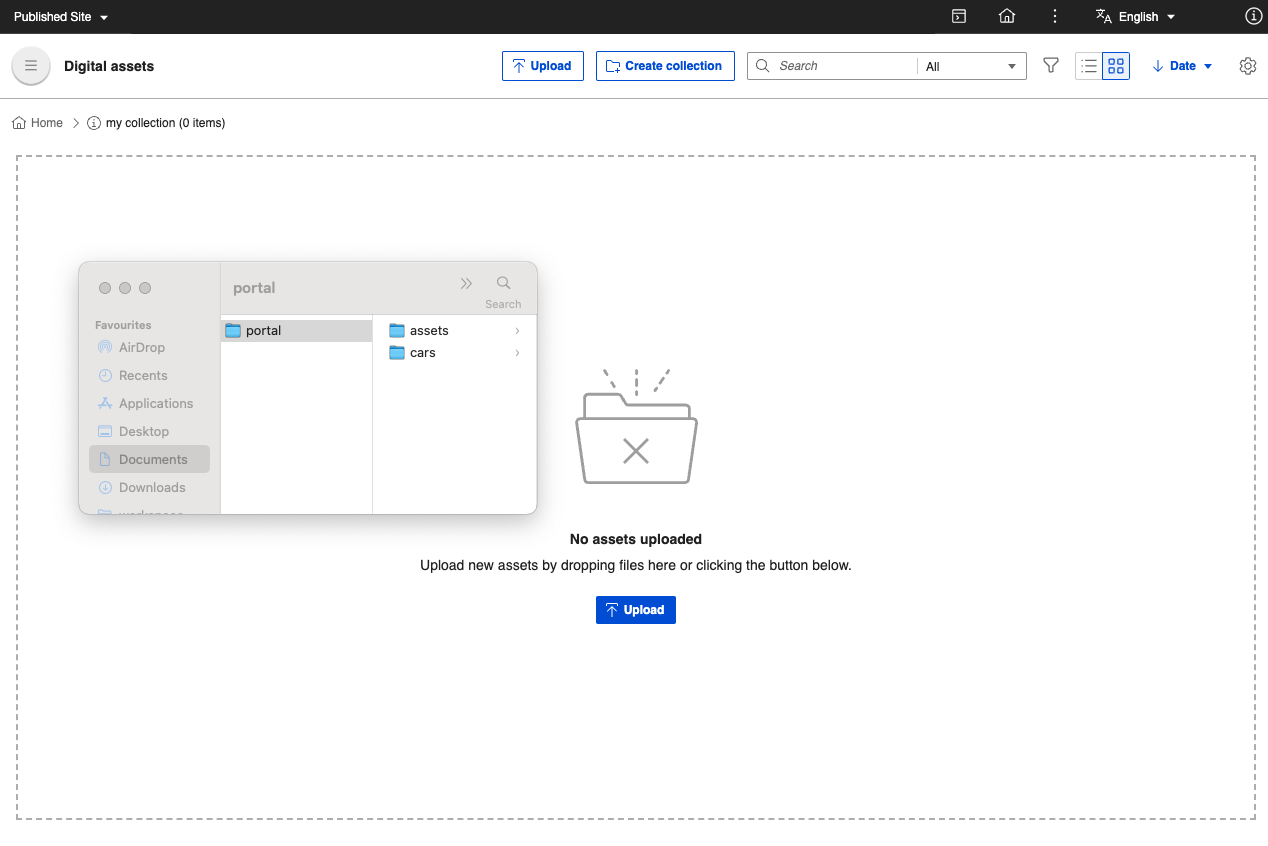 Published Site
English
Digital assets
Upload
Create collection
Search
All
Date
Home
my collection (0 items)
portal
Search
Favourites
AirDrop
Recents
Applications
Desktop
Documents
Downloads
portal
assets
cars
No assets uploaded
Upload new assets by dropping files here or clicking the button below.
Upload